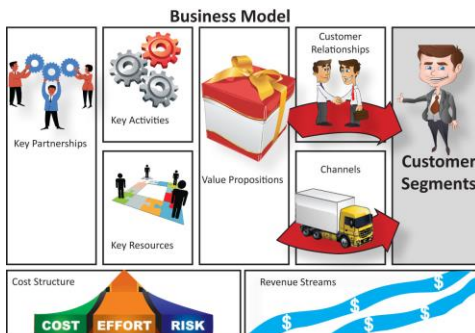 Business Model
Key Partnerships
Key Activities
Key Resources
Value Propositions
Customer
Relationships
Channels
Customer
Segments
Cost Structure
COST EFFORT RISK
Revenue Streams
$ $ $ $ $